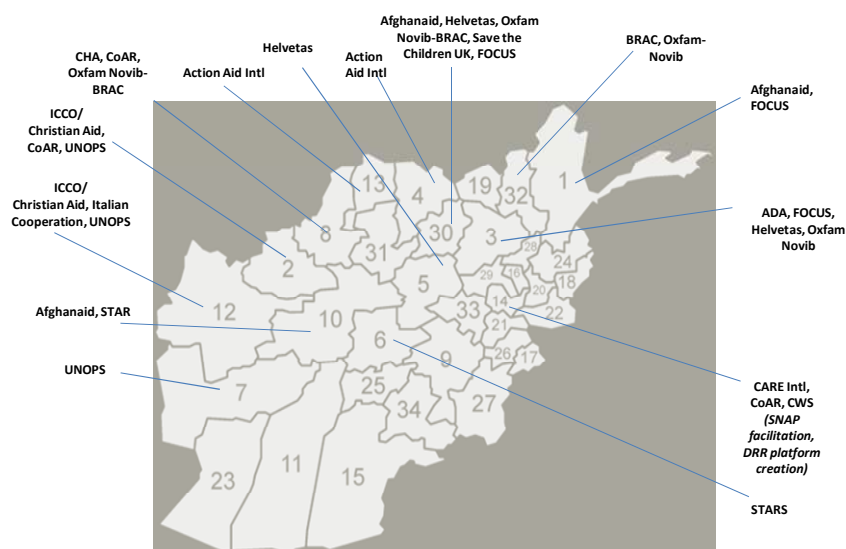 Afghanaid, Helvetas, Oxfam
Novib-BRAC, Save the
Children UK, FOCUS
Helvetas
BRAC, Oxfam-
Novib
CHA, CoAR,
Oxfam Novib-
BRAC
Action Aid Intl
Action
Aid Intl
Afghanaid,
FOCUS
ICCO/
Christian Aid,
CoAR, UNOPS
ICCO/
Christian Aid, Italian
Cooperation, UNOPS
ADA, FOCUS,
Helvetas, Oxfam
Novib
Afghanaid, STAR
UNOPS
CARE Intl,
CoAR, CWS
(SNAP
facilitation,
DRR platform
creation)
STARS
13
4
19
32
1
8
31
30
3
28
2
5
29
16
24
18
20
12
10
33
14
22
21
6
9
26
17
7
25
34
27
23
11
15